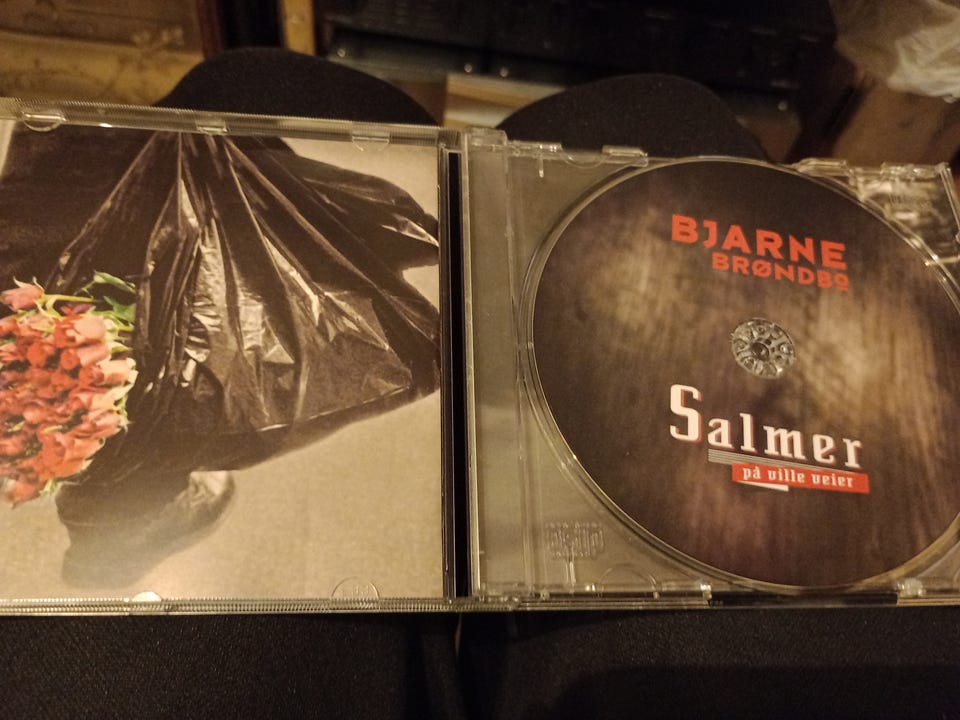 BJARNE
BRØNDBO
Salmer
på ville veier